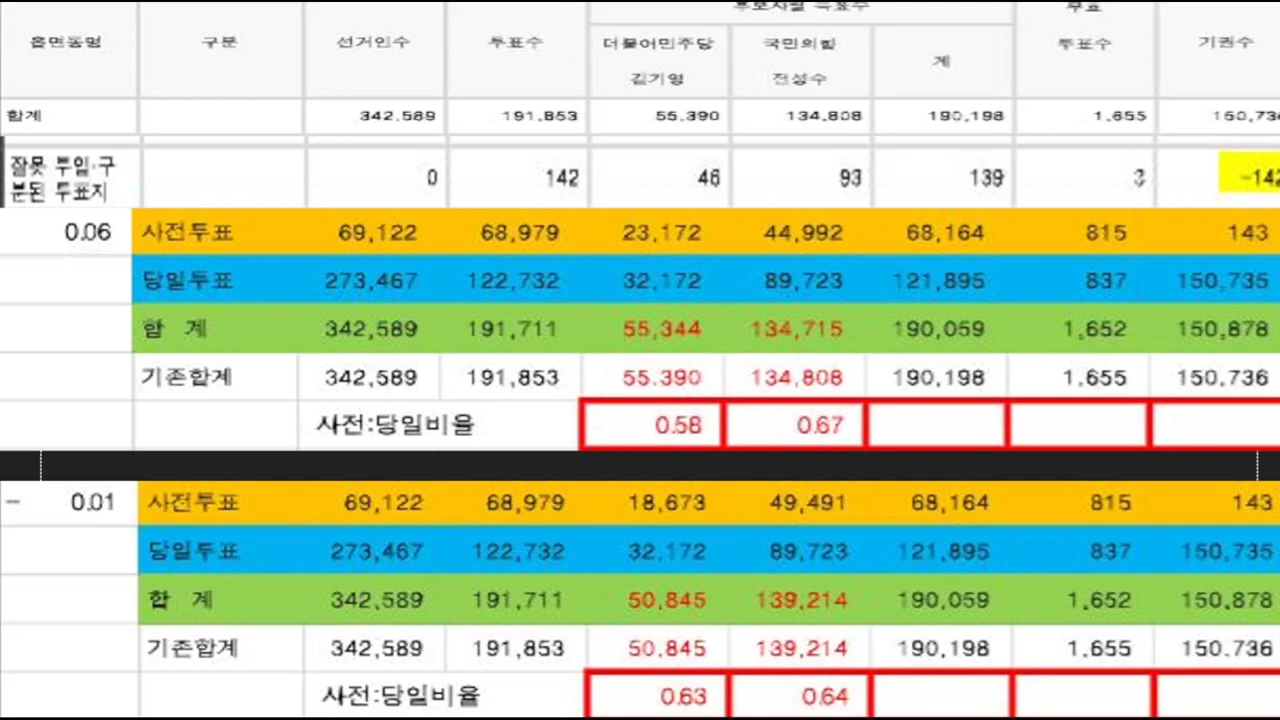 후보자별 득표수 무효
읍면동명 구분 선거인수 투표수 더불어민주당 국민의힘 계 투표수 기권수
김기영 전성수
합계 342.589 191.853 55.390 134.808 190,198 1.655
잘못 투입·구 0 142 46 93 139 3 -142
분된 투표지
0.06 사전투표 69,122 68,979 23,172 44,992 68,164 815 143
당일투표 273,467 122,732 32,172 89,723 121,895 837 150,735
합 계 342,589 191,711 55,344 134,715 190,059 1,652 150,878
기존합계 342,589 191,853 55.390 134,808 190,198 1.655 150,736
사전:당일비율 0.58 0.67
- 0.01 사전투표 69,122 68,979 18,673 49,491 68,164 815 143
당일투표 273,467 122,732 32,172 89,723 121,895 837 150,735
합 계 342,589 191,711 50,845 139,214 190,059 1,652 150,878
기존합계 342,589 191,853 50.845 139,214 190,198 1.655 150.736
사전:당일비율 0.63 0.64